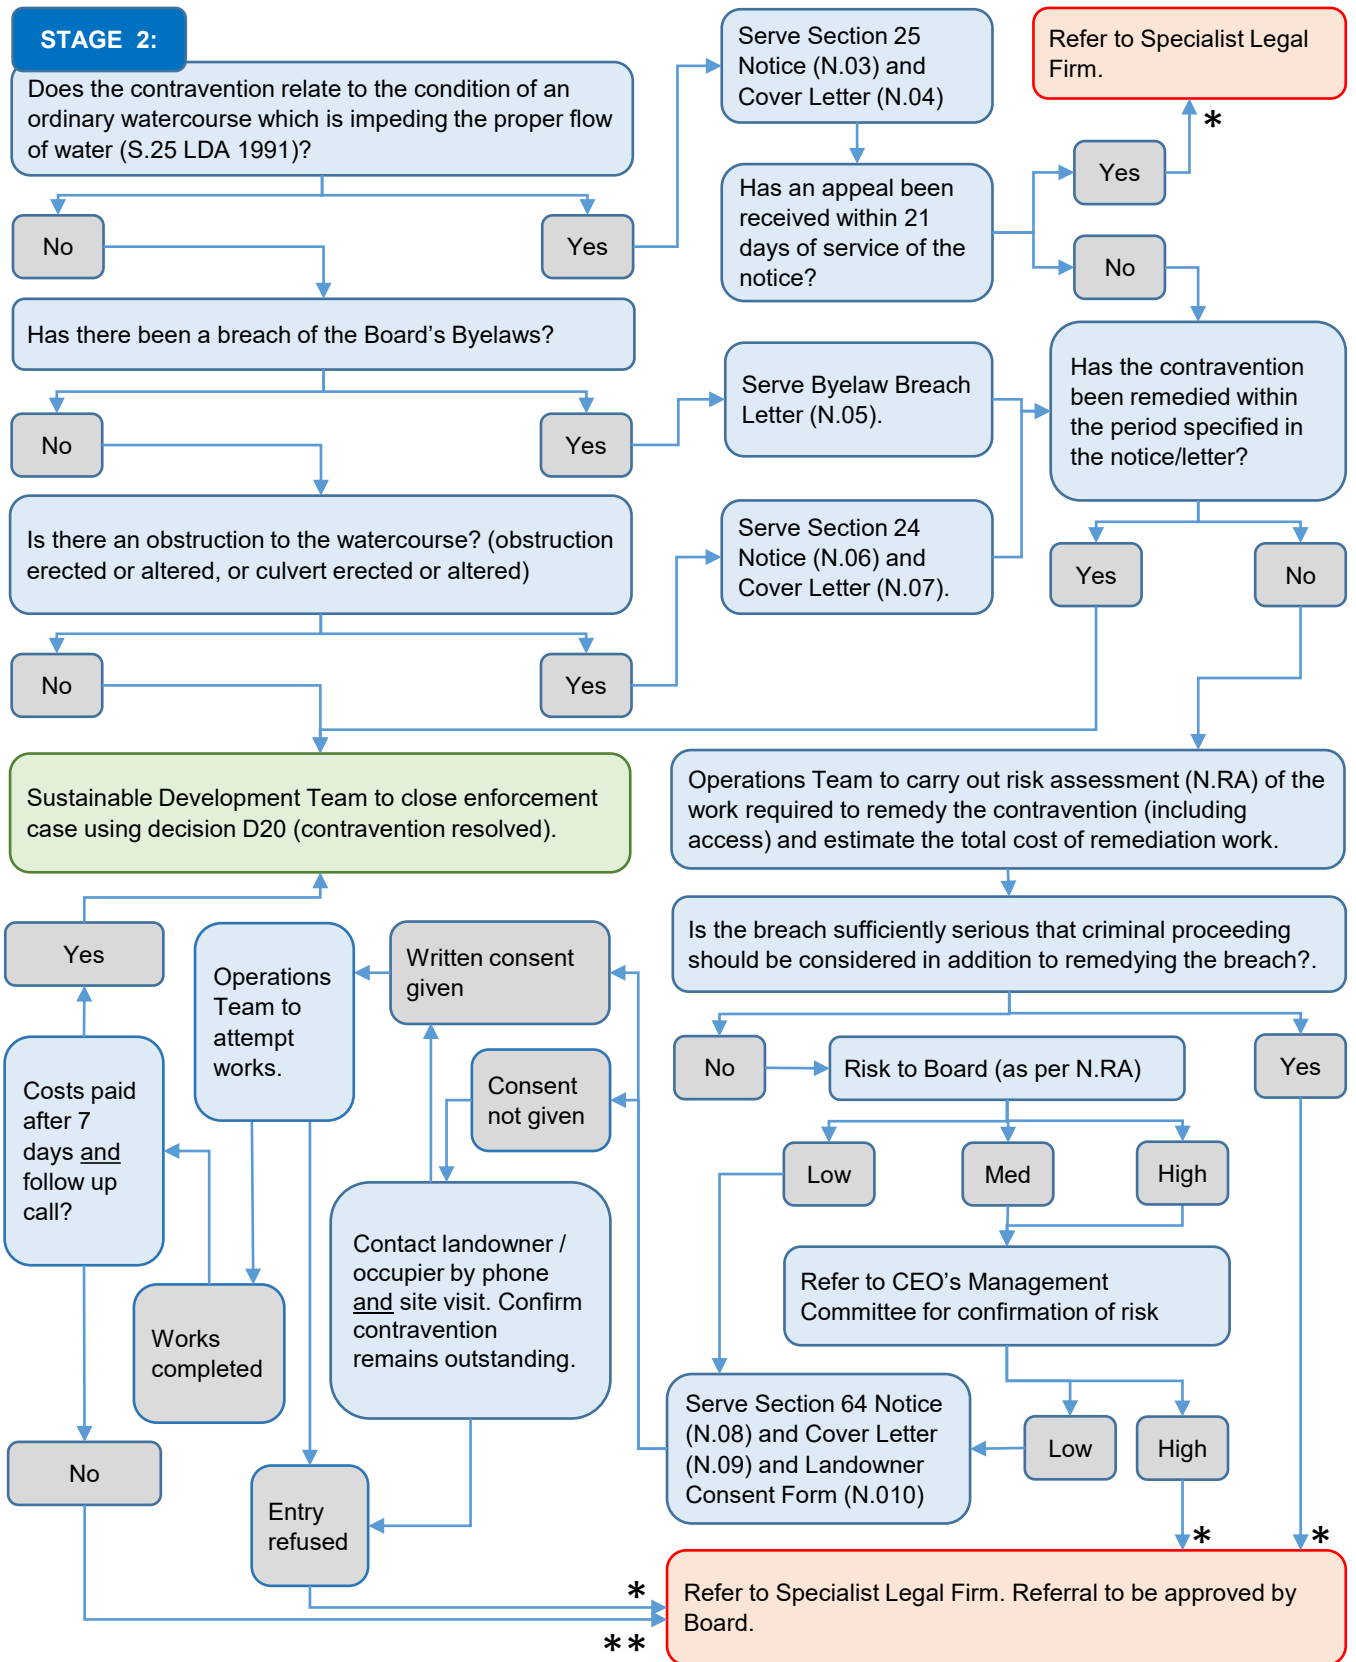 STAGE 2:
Does the contravention relate to the condition of an
ordinary watercourse which is impeding the proper flow
of water (S.25 LDA 1991)?
No
Yes
Serve Section 25
Notice (N.03) and
Cover Letter (N.04)
Refer to Specialist Legal
Firm.
*
Has an appeal been
received within 21
days of service of the
notice?
Yes
No
Has there been a breach of the Board’s Byelaws?
No
Yes
Serve Byelaw Breach
Letter (N.05).
Has the contravention
been remedied within
the period specified in
the notice/letter?
Is there an obstruction to the watercourse? (obstruction
erected or altered, or culvert erected or altered)
Serve Section 24
Notice (N.06) and
Cover Letter (N.07).
Yes
No
No
Yes
Sustainable Development Team to close enforcement
case using decision D20 (contravention resolved).
Operations Team to carry out risk assessment (N.RA) of the
work required to remedy the contravention (including
access) and estimate the total cost of remediation work.
Is the breach sufficiently serious that criminal proceeding
should be considered in addition to remedying the breach?.
No
Yes
Risk to Board (as per N.RA)
Low
Med
High
Refer to CEO’s Management
Committee for confirmation of risk
Low
High
Serve Section 64 Notice
(N.08) and Cover Letter
(N.09) and Landowner
Consent Form (N.010)
Written consent
given
Consent
not given
Contact landowner /
occupier by phone
and site visit. Confirm
contravention
remains outstanding.
Operations
Team to
attempt
works.
Works
completed
Entry
refused
Yes
Costs paid
after 7
days and
follow up
call?
No
*
*
*
**
Refer to Specialist Legal Firm. Referral to be approved by
Board.